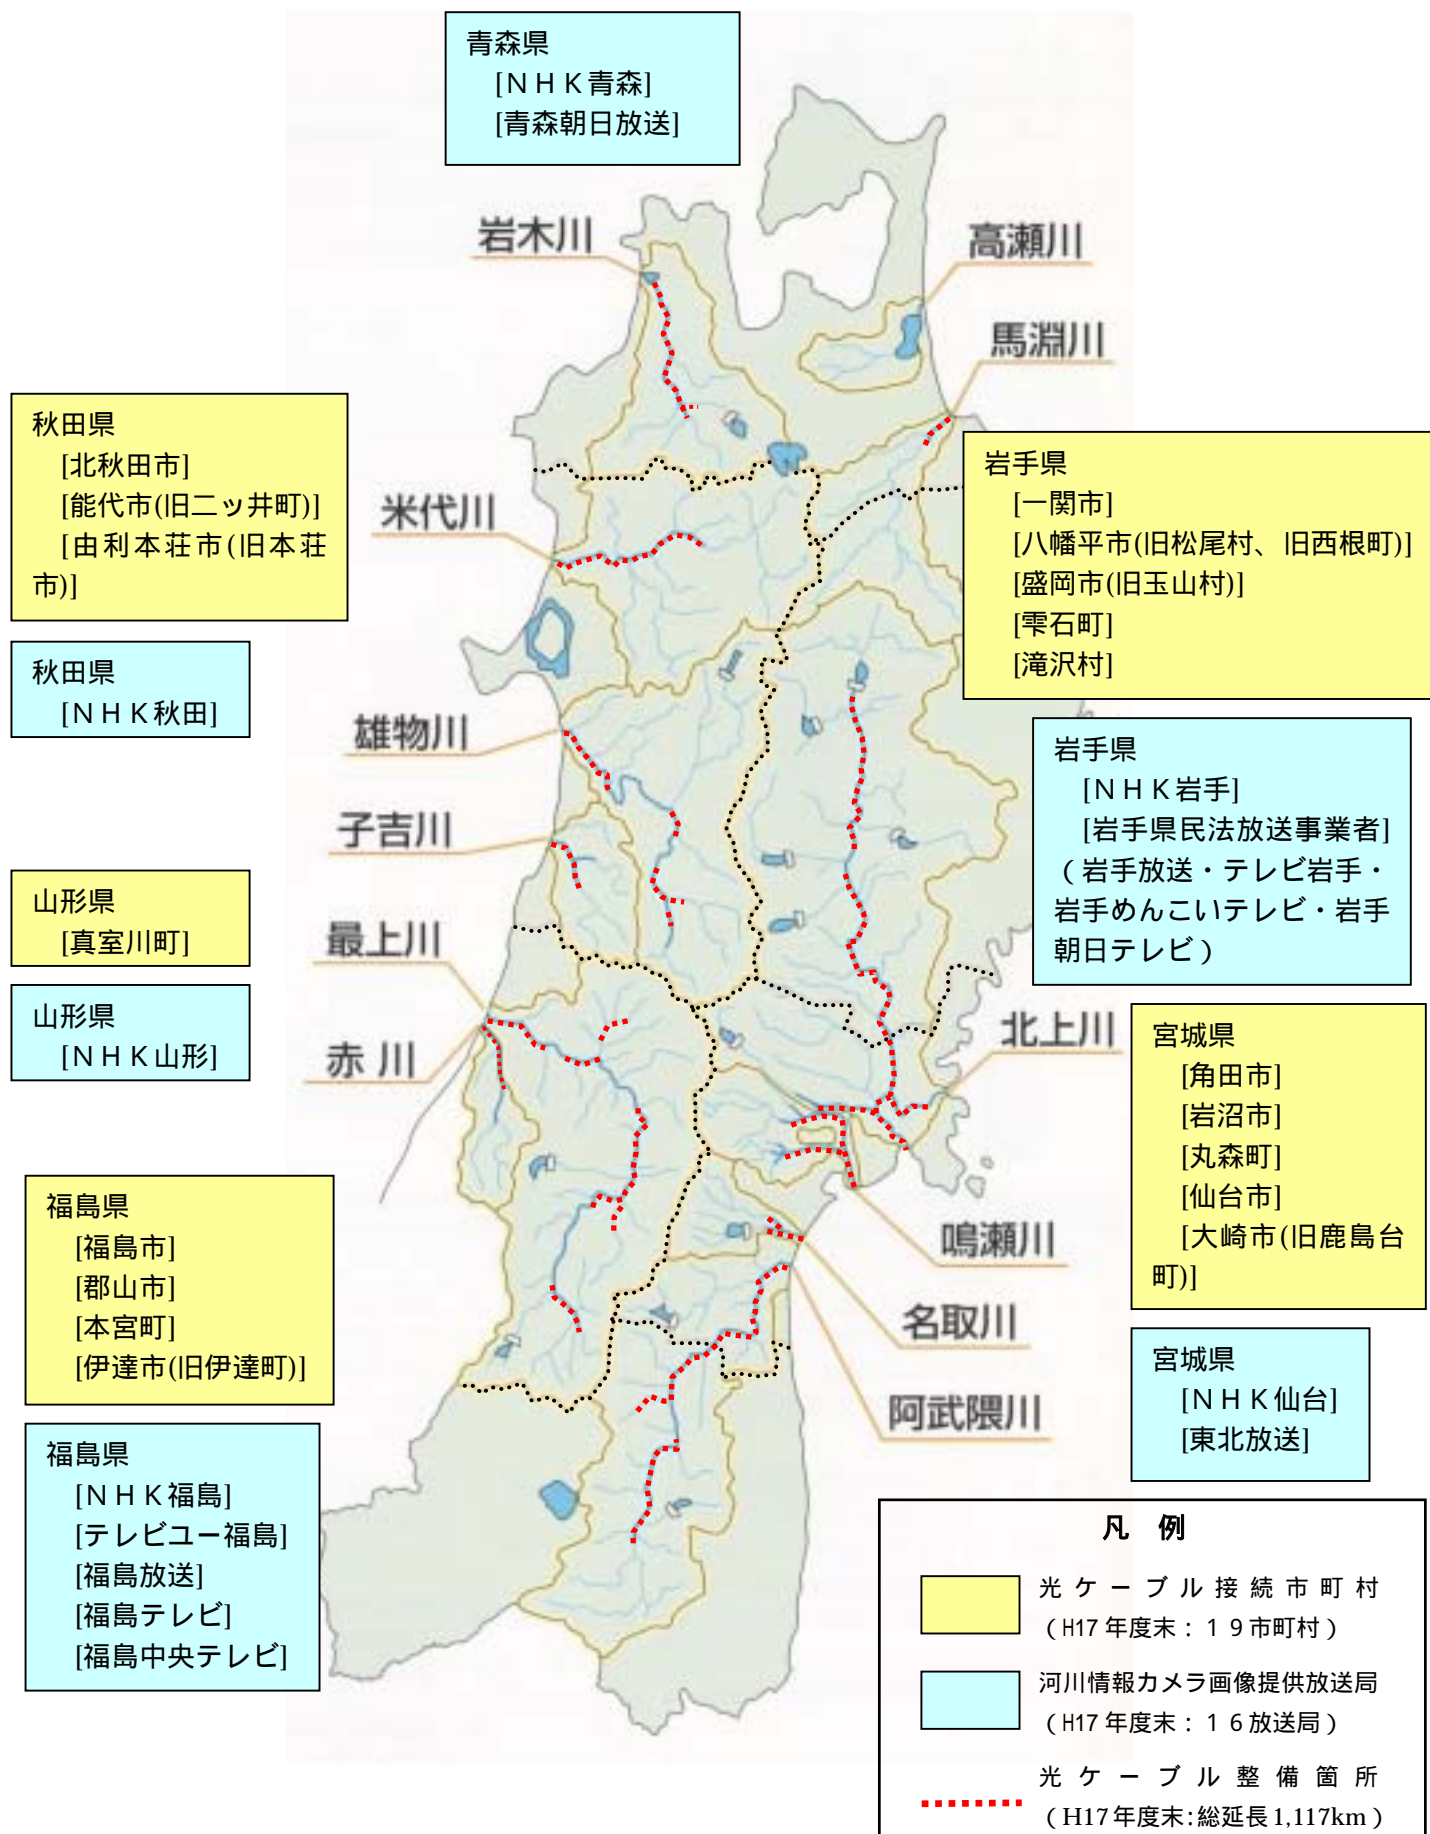 青森県
[ＮＨＫ青森]
[青森朝日放送]
岩木川
高瀬川
馬淵川
秋田県
[北秋田市]
[能代市(旧二ッ井町)]
[由利本荘市(旧本荘
市)]
米代川
岩手県
[一関市]
[八幡平市(旧松尾村、旧西根町)]
[盛岡市(旧玉山村)]
[雫石町]
[滝沢村]
秋田県
[ＮＨＫ秋田]
雄物川
岩手県
[ＮＨＫ岩手]
[岩手県民法放送事業者]
（岩手放送・テレビ岩手・
岩手めんこいテレビ・岩手
朝日テレビ）
子吉川
山形県
[真室川町]
最上川
山形県
[ＮＨＫ山形]
赤川
北上川
宮城県
[角田市]
[岩沼市]
[丸森町]
[仙台市]
[大崎市(旧鹿島台
町)]
福島県
[福島市]
[郡山市]
[本宮町]
[伊達市(旧伊達町)]
鳴瀬川
名取川
阿武隈川
宮城県
[ＮＨＫ仙台]
[東北放送]
福島県
[ＮＨＫ福島]
[テレビユー福島]
[福島放送]
[福島テレビ]
[福島中央テレビ]
凡　例
光ケーブル接続市町村
（H17年度末：１９市町村）
河川情報カメラ画像提供放送局
（H17年度末：１６放送局）
光ケーブル整備箇所
（H17年度末:総延長1,117km）